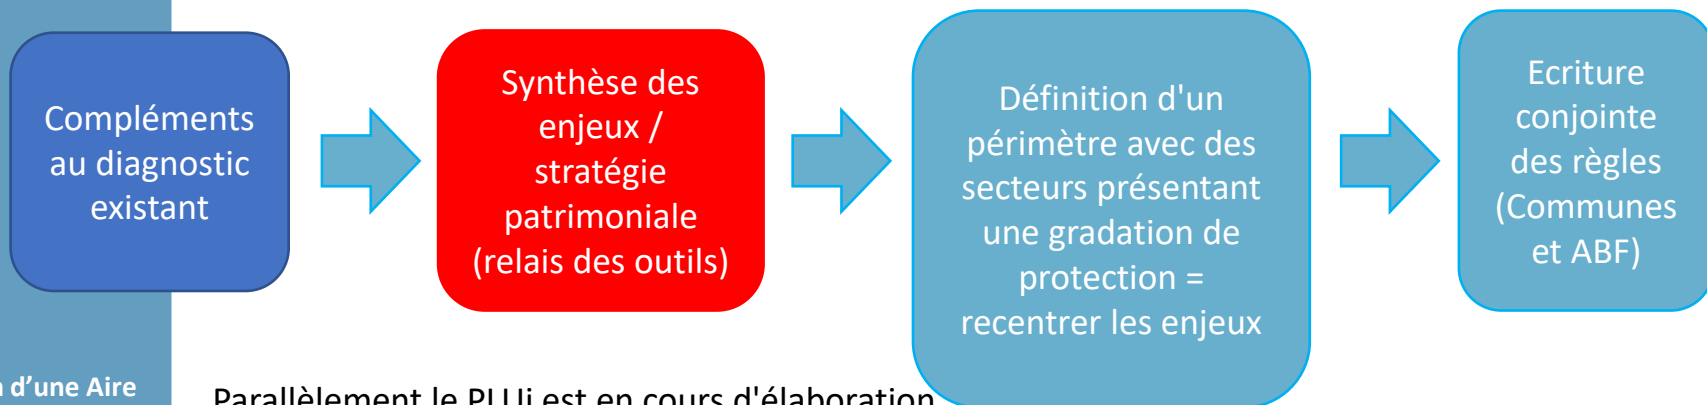 Compléments
au diagnostic
existant
Synthèse des
enjeux /
stratégie
patrimoniale
(relais des outils)
Définition d'un
périmètre avec des
secteurs présentant
une gradation de
protection =
recentrer les enjeux
Ecriture
conjointe
des règles
(Communes
et ABF)
d’une Aire
Parallèlement le PLUi est en cours d'élaboration